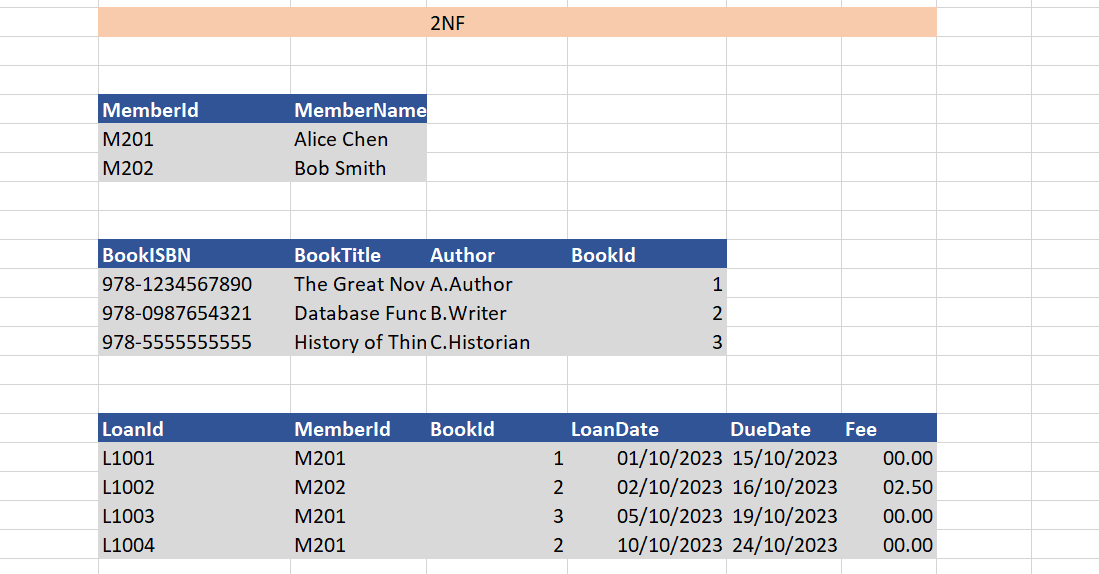 2NF
MemberId MemberName
M201 Alice Chen
M202 Bob Smith
BookISBN BookTitle Author BookId
978-1234567890 The Great Nov A.Author 1
978-0987654321 Database Func B.Writer 2
978-5555555555 History of Thin C.Historian 3
LoanId MemberId BookId LoanDate DueDate Fee
L1001 M201 1 01/10/2023 15/10/2023 00.00
L1002 M202 2 02/10/2023 16/10/2023 02.50
L1003 M201 3 05/10/2023 19/10/2023 00.00
L1004 M201 2 10/10/2023 24/10/2023 00.00